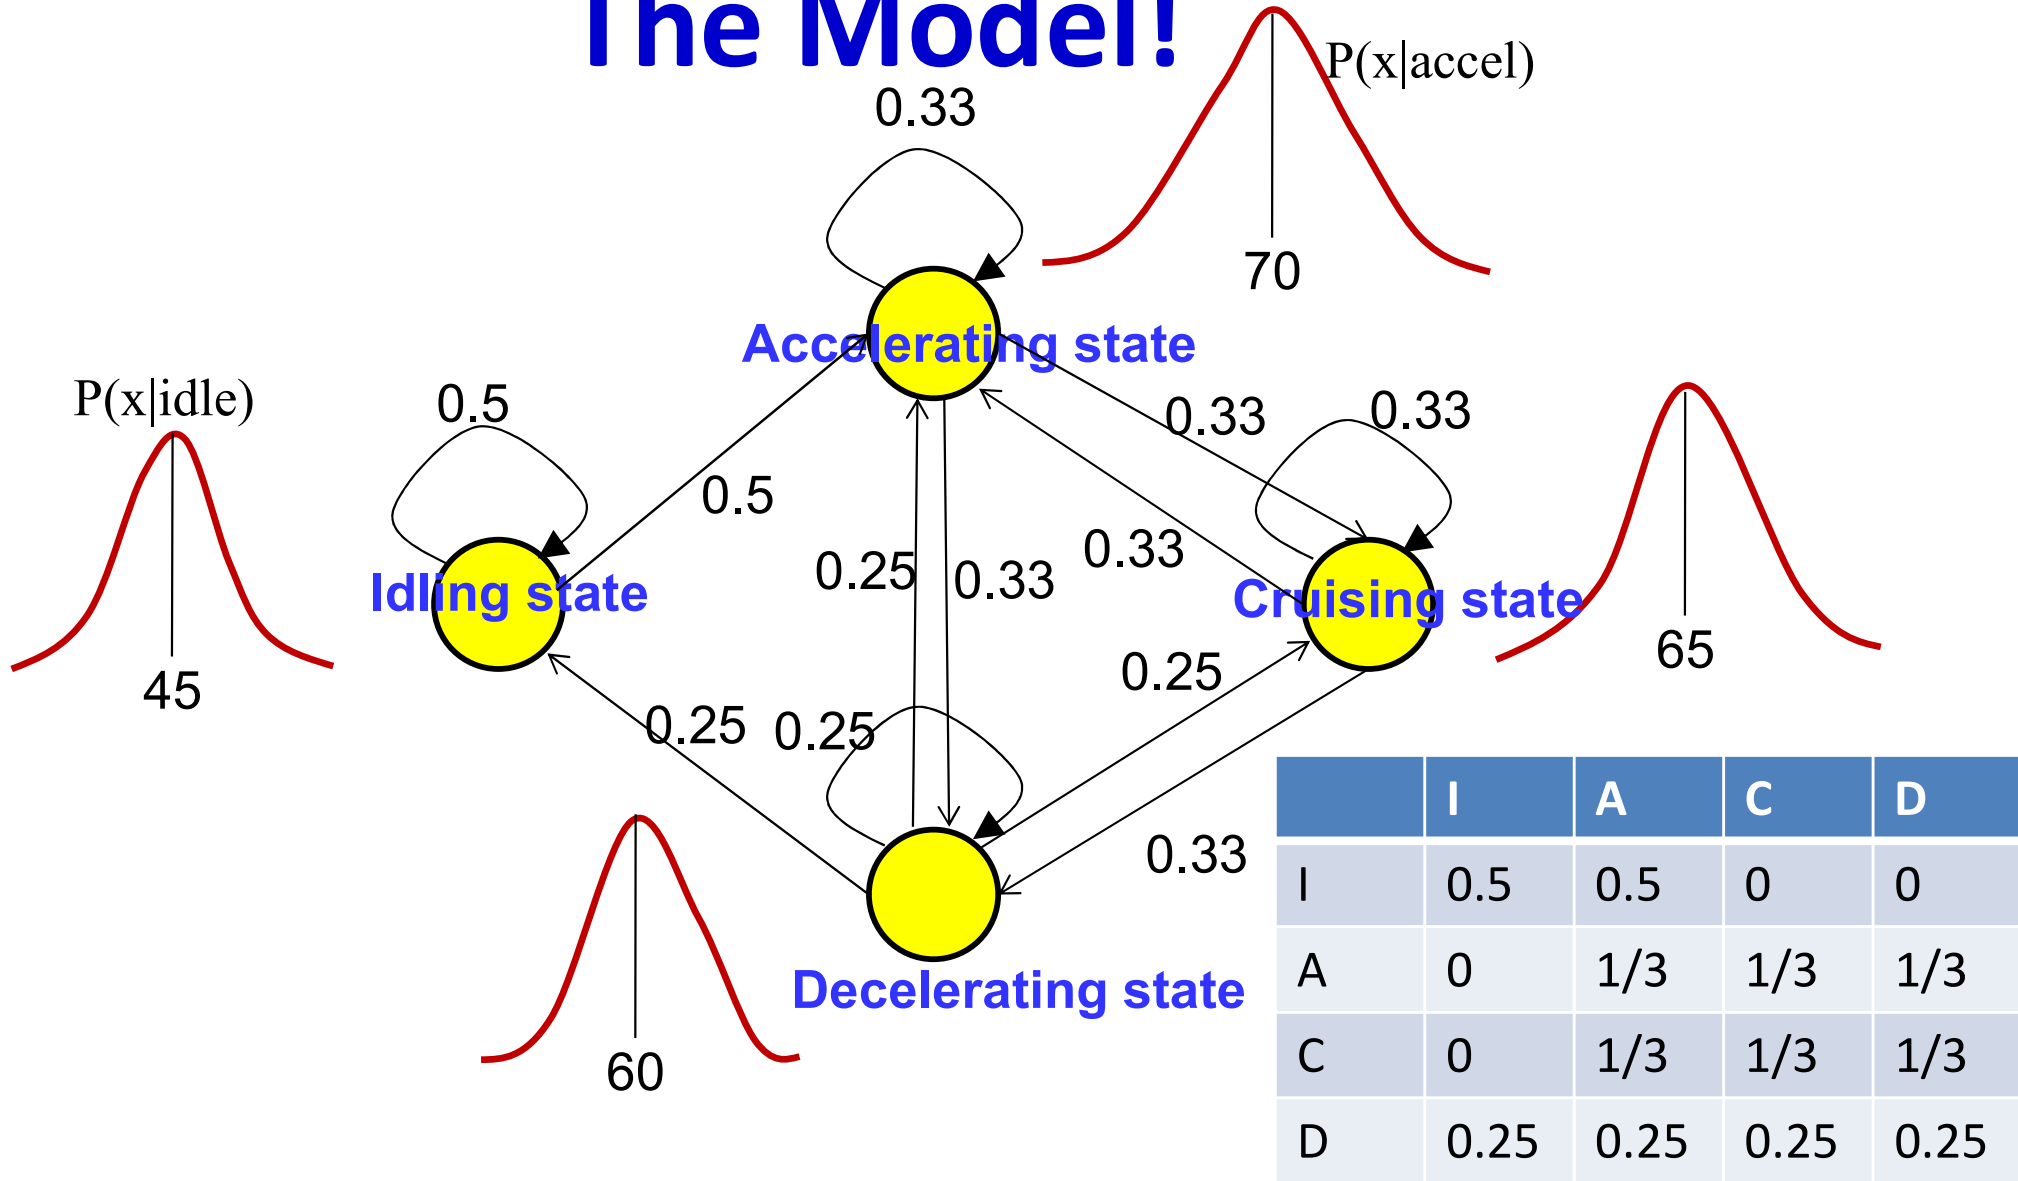 The Model!
P(x|accel)
0.33
70
Accelerating state
P(x|idle)
0.5
0.33
0.33
0.5
0.25
0.33
0.33
Idling state
Cruising state
45
65
0.25
0.25
0.25
0.33
60
Decelerating state
I A C D
I 0.5 0.5 0 0
A 0 1/3 1/3 1/3
C 0 1/3 1/3 1/3
D 0.25 0.25 0.25 0.25